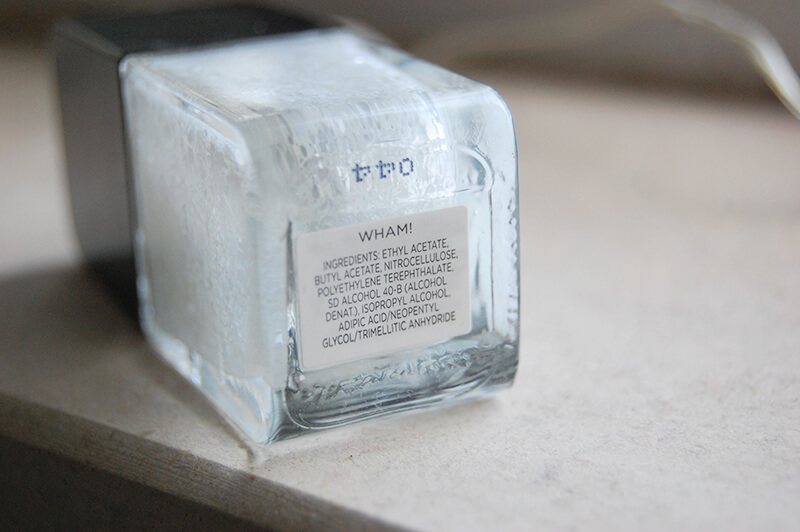 044
WHAM!
INGREDIENTS: ETHYL ACETATE,
BUTYL ACETATE, NITROCELLULOSE,
POLYETHYLENE TEREPHTHALATE,
SD ALCOHOL 40-B (ALCOHOL
DENAT.), ISOPROPYL ALCOHOL,
ADIPIC ACID/NEOPENTYL
GLYCOL/TRIMELLITIC ANHYDRIDE